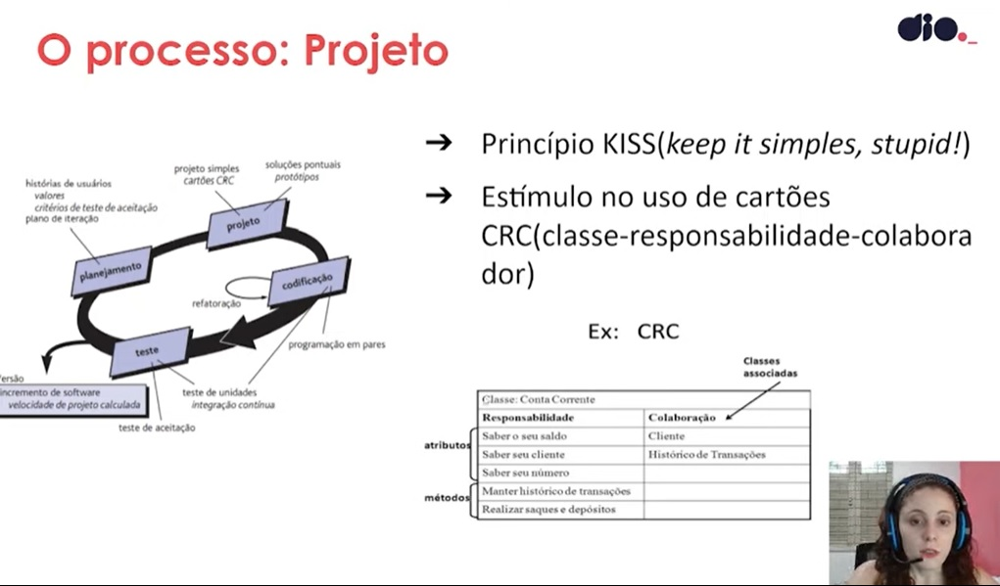 O processo: Projeto
dio._
➔ Princípio KISS(keep it simples, stupid!)
➔ Estímulo no uso de cartões
CRC(classe-responsabilidade-colabora
dor)
histórias de usuários
valores
critérios de teste de aceitação
plano de iteração
projeto simples
cartões CRC
soluções pontuais
protótipos
projeto
planejamento
codificação
refatoração
programação em pares
teste
ersão
incremento de software
velocidade de projeto calculada
teste de unidades
integração contínua
teste de aceitação
Ex: CRC
Classes
associadas
Classe: Conta Corrente
Responsabilidade Colaboração
atributos
Saber o seu saldo Cliente
Saber seu cliente Histórico de Transações
Saber seu número
métodos
Manter histórico de transações
Realizar saques e depósitos